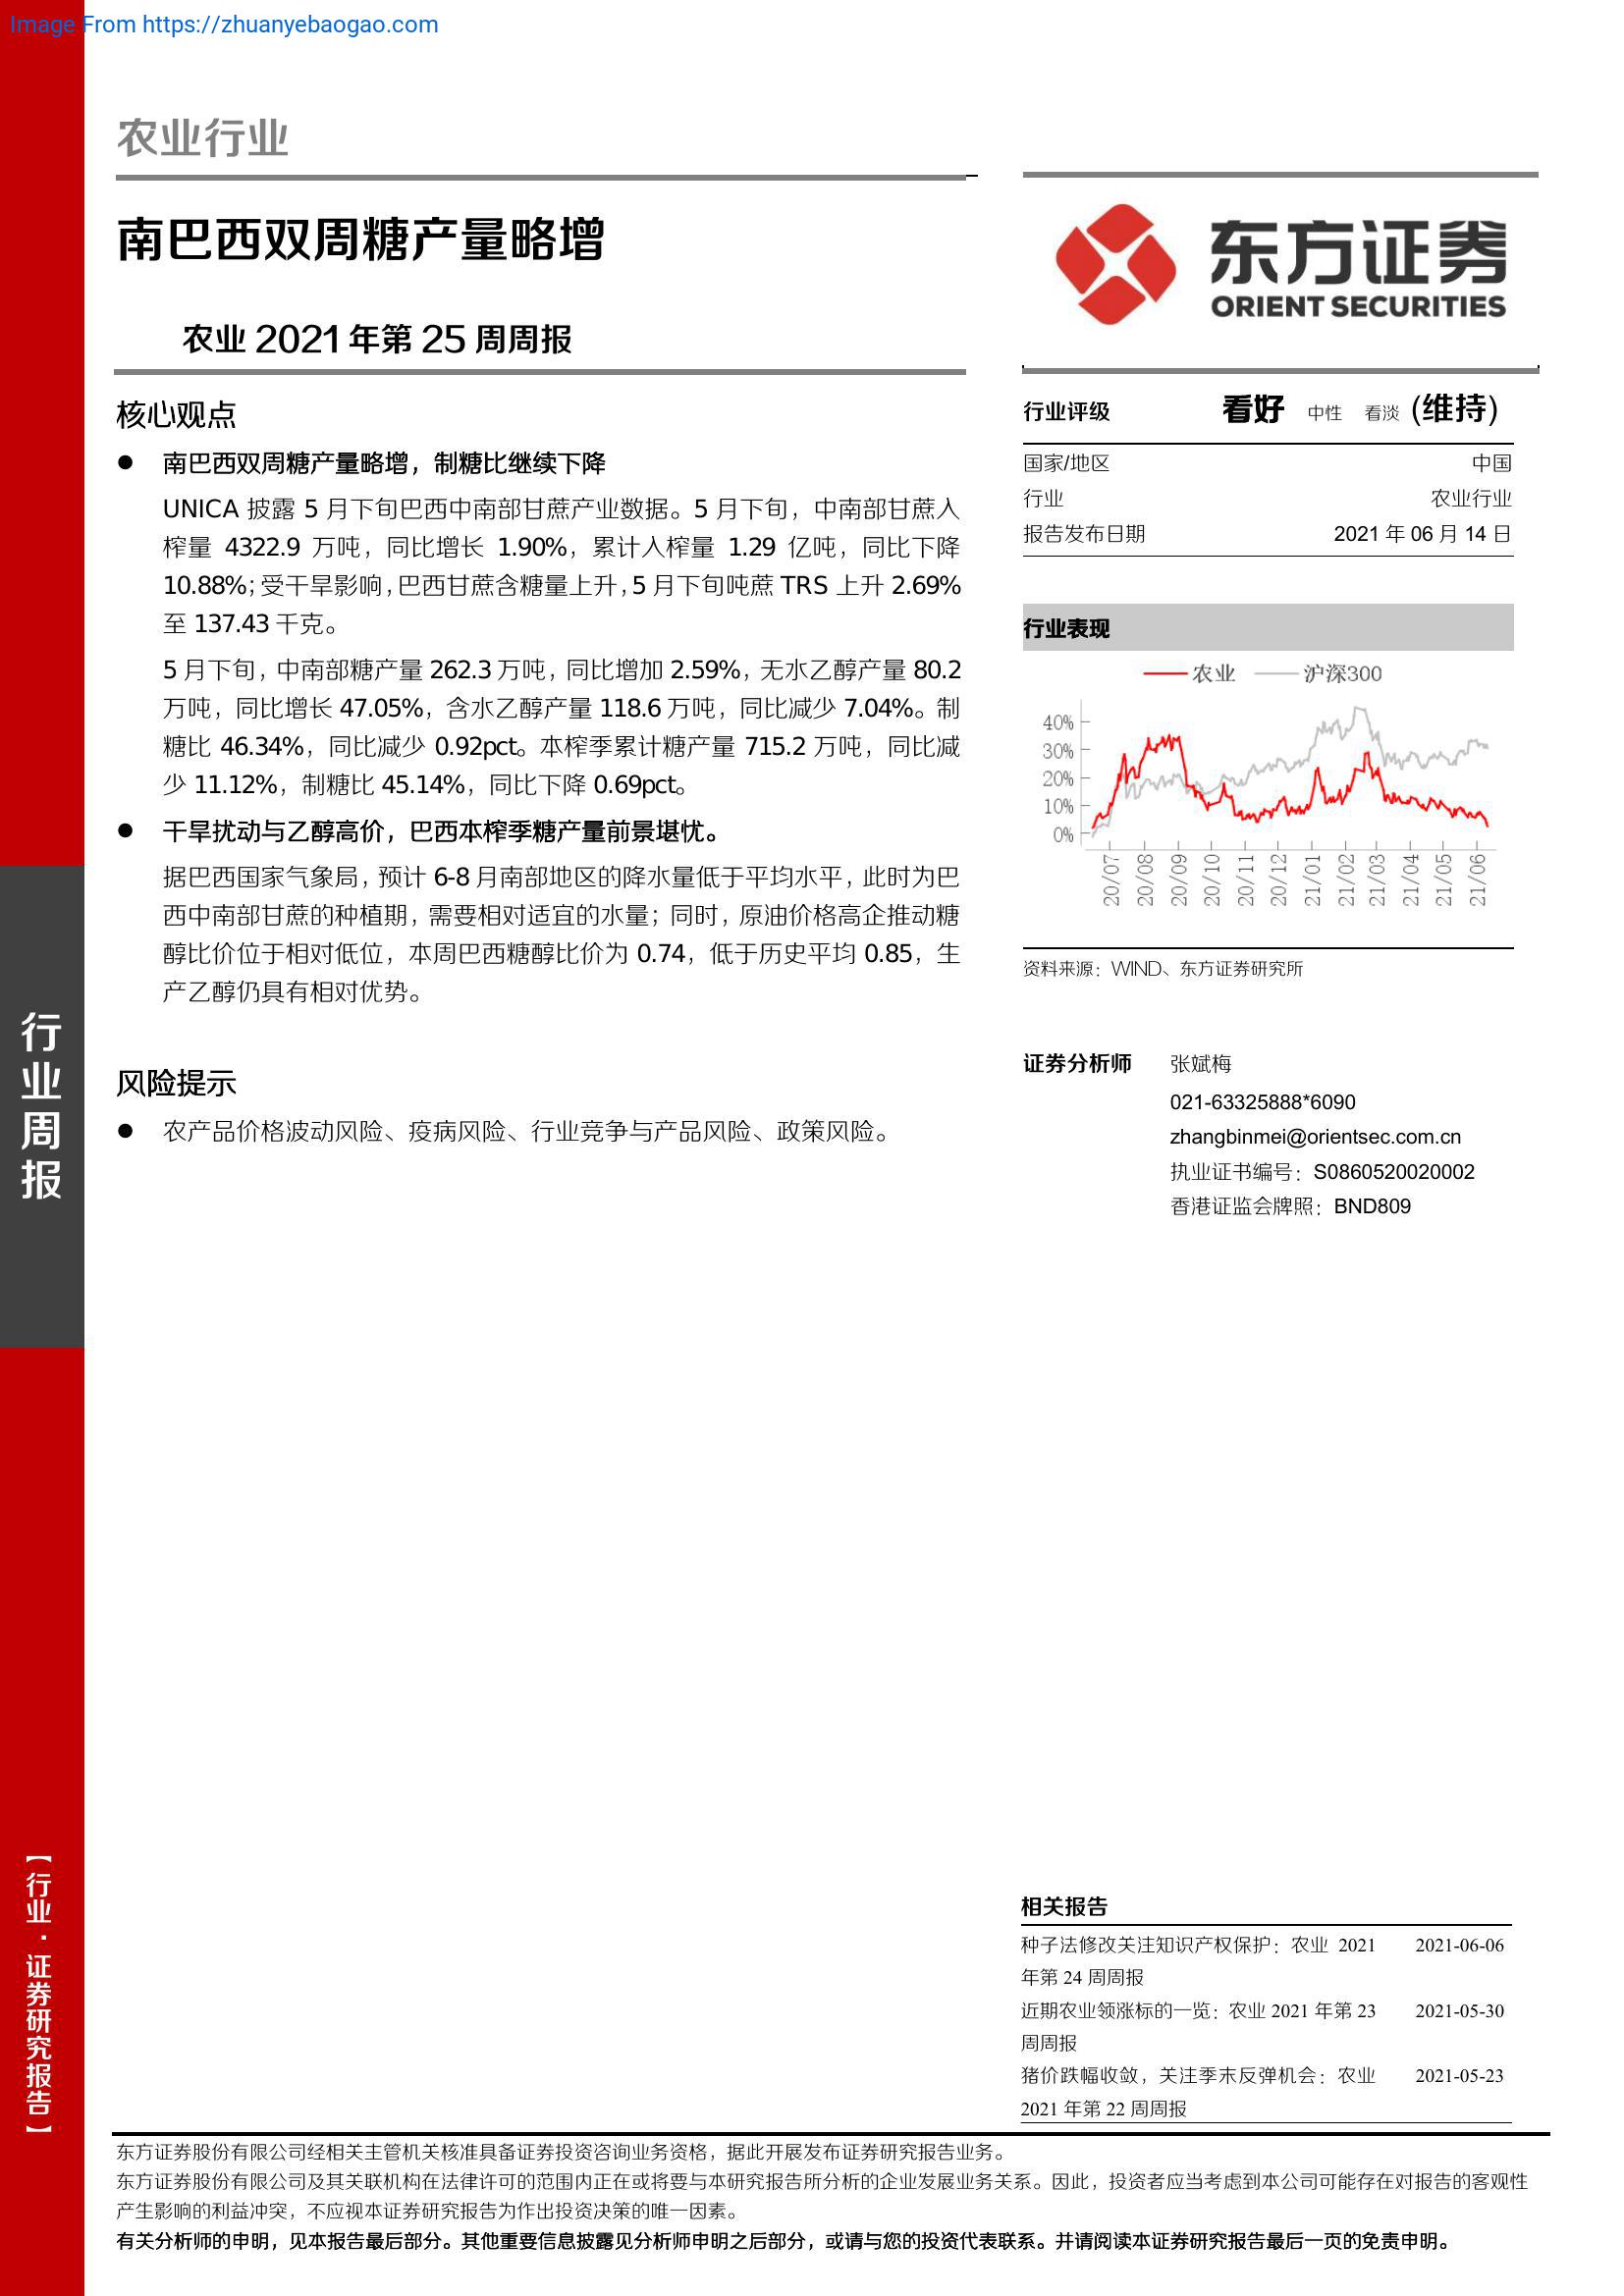 Image From https://zhuanyebaogao.com
农业行业
南巴西双周糖产量略增
农业 2021 年第 25 周周报
核心观点
● 南巴西双周糖产量略增，制糖比继续下降
UNICA 披露 5 月下旬巴西中南部甘蔗产业数据。5 月下旬，中南部甘蔗入
榨量 4322.9 万吨，同比增长 1.90%，累计入榨量 1.29 亿吨，同比下降
10.88%；受干旱影响，巴西甘蔗含糖量上升，5 月下旬吨蔗 TRS 上升 2.69%
至 137.43 千克。
5 月下旬，中南部糖产量 262.3 万吨，同比增加 2.59%，无水乙醇产量 80.2
万吨，同比增长 47.05%，含水乙醇产量 118.6 万吨，同比减少 7.04%。制
糖比 46.34%，同比减少 0.92pct。本榨季累计糖产量 715.2 万吨，同比减
少 11.12%，制糖比 45.14%，同比下降 0.69pct。
● 干旱扰动与乙醇高价，巴西本榨季糖产量前景堪忧。
据巴西国家气象局，预计 6-8 月南部地区的降水量低于平均水平，此时为巴
西中南部甘蔗的种植期，需要相对适宜的水量；同时，原油价格高企推动糖
醇比价位于相对低位，本周巴西糖醇比价为 0.74，低于历史平均 0.85，生
产乙醇仍具有相对优势。
风险提示
● 农产品价格波动风险、疫病风险、行业竞争与产品风险、政策风险。
东方证券
ORIENT SECURITIES
行业评级 看好 中性 看淡 (维持)
国家/地区 中国
行业 农业行业
报告发布日期 2021 年 06 月 14 日
行业表现
农业 沪深300
40%
30%
20%
10%
0%
20/07 20/08 20/09 20/10 20/11 20/12 21/01 21/02 21/03 21/04 21/05 21/06
资料来源：WIND、东方证券研究所
证券分析师 张斌梅
021-63325888*6090
zhangbinmei@orientsec.com.cn
执业证书编号：S0860520020002
香港证监会牌照：BND809
相关报告
种子法修改关注知识产权保护：农业 2021 2021-06-06
年第 24 周周报
近期农业领涨标的一览：农业 2021 年第 23 2021-05-30
周周报
猪价跌幅收敛，关注季末反弹机会：农业 2021-05-23
2021 年第 22 周周报
行业周报
【行业·证券研究报告】
东方证券股份有限公司经相关主管机关核准具备证券投资咨询业务资格，据此开展发布证券研究报告业务。
东方证券股份有限公司及其关联机构在法律许可的范围内正在或将要与本研究报告所分析的企业发展业务关系。因此，投资者应当考虑到本公司可能存在对报告的客观性
产生影响的利益冲突，不应视本证券研究报告为作出投资决策的唯一因素。
有关分析师的申明，见本报告最后部分。其他重要信息披露见分析师申明之后部分，或请与您的投资代表联系。并请阅读本证券研究报告最后一页的免责申明。